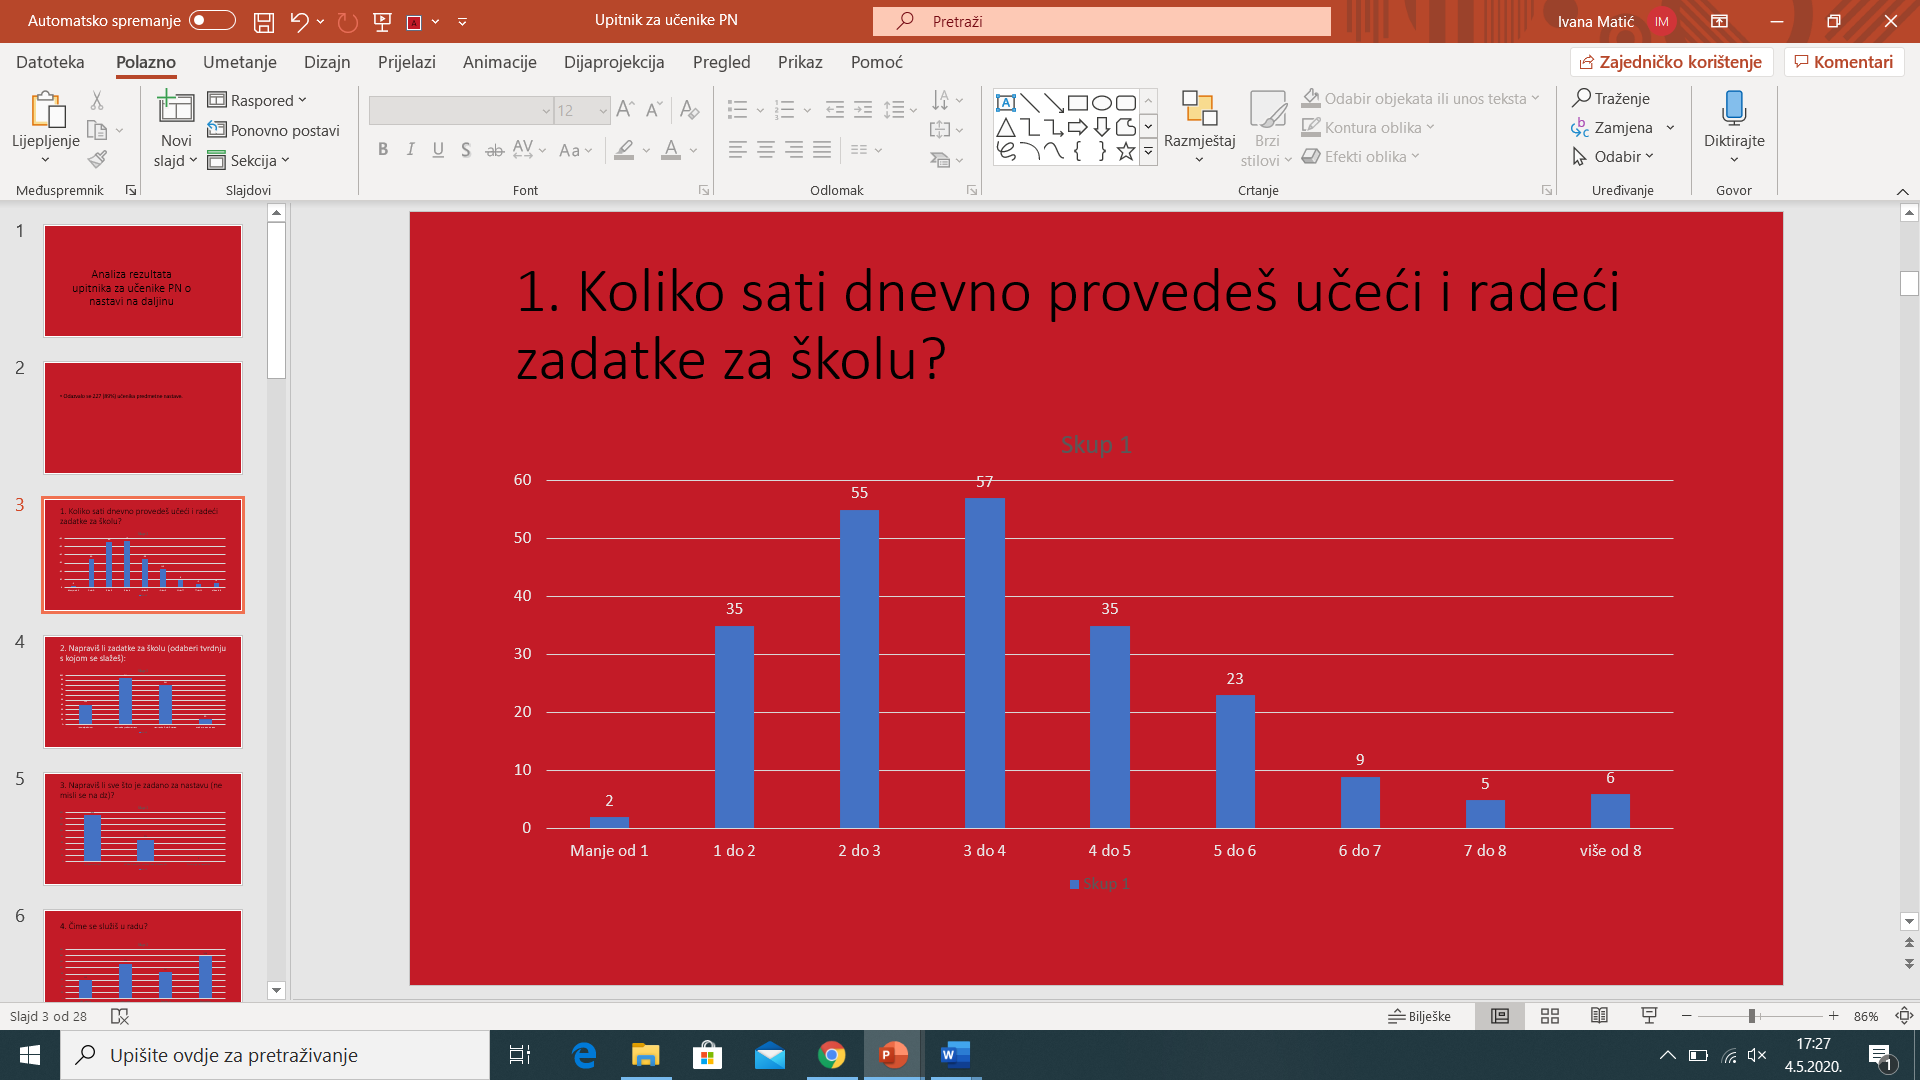 Automatsko spremanje
Upitnik za učenike PN
Pretraži
Ivana Matić
IM
Datoteka
Polazno
Umetanje
Dizajn
Prijelazi
Animacije
Dijaprojekcija
Pregled
Prikaz
Pomoć
Zajedničko korištenje
Komentari
Lijepljenje
Novi
slajd
Raspored
Ponovno postavi
Sekcija
12
Razmještaj
Brzi
stilovi
Odabir objekata ili unos teksta
Kontura oblika
Efekti oblika
Traženje
Zamjena
Odabir
Diktirajte
Međuspremnik
Slajdovi
Font
Odlomak
Crtanje
Uređivanje
Govor
1
Analiza rezultata
upitnika za učenike PN o
nastavi na daljinu
2
3
1. Koliko sati dnevno provedeš učeći i radeći
zadatke za školu?
4
2. Napraviš li zadatke za školu (odaberi tvrdnju
s kojom se slažeš):
5
3. Napraviš li sve što je zadano za nastavu (ne
misli se na dz)?
6
4. Čime se služiš u radu?
1. Koliko sati dnevno provedeš učeći i radeći
zadatke za školu?
Skup 1
60
50
40
30
20
10
0
2
35
55
57
35
23
9
5
6
Manje od 1
1 do 2
2 do 3
3 do 4
4 do 5
5 do 6
6 do 7
7 do 8
više od 8
Skup 1
Slajd 3 od 28
Bilješke
86%
Upišite ovdje za pretraživanje
17:27
4.5.2020.
1